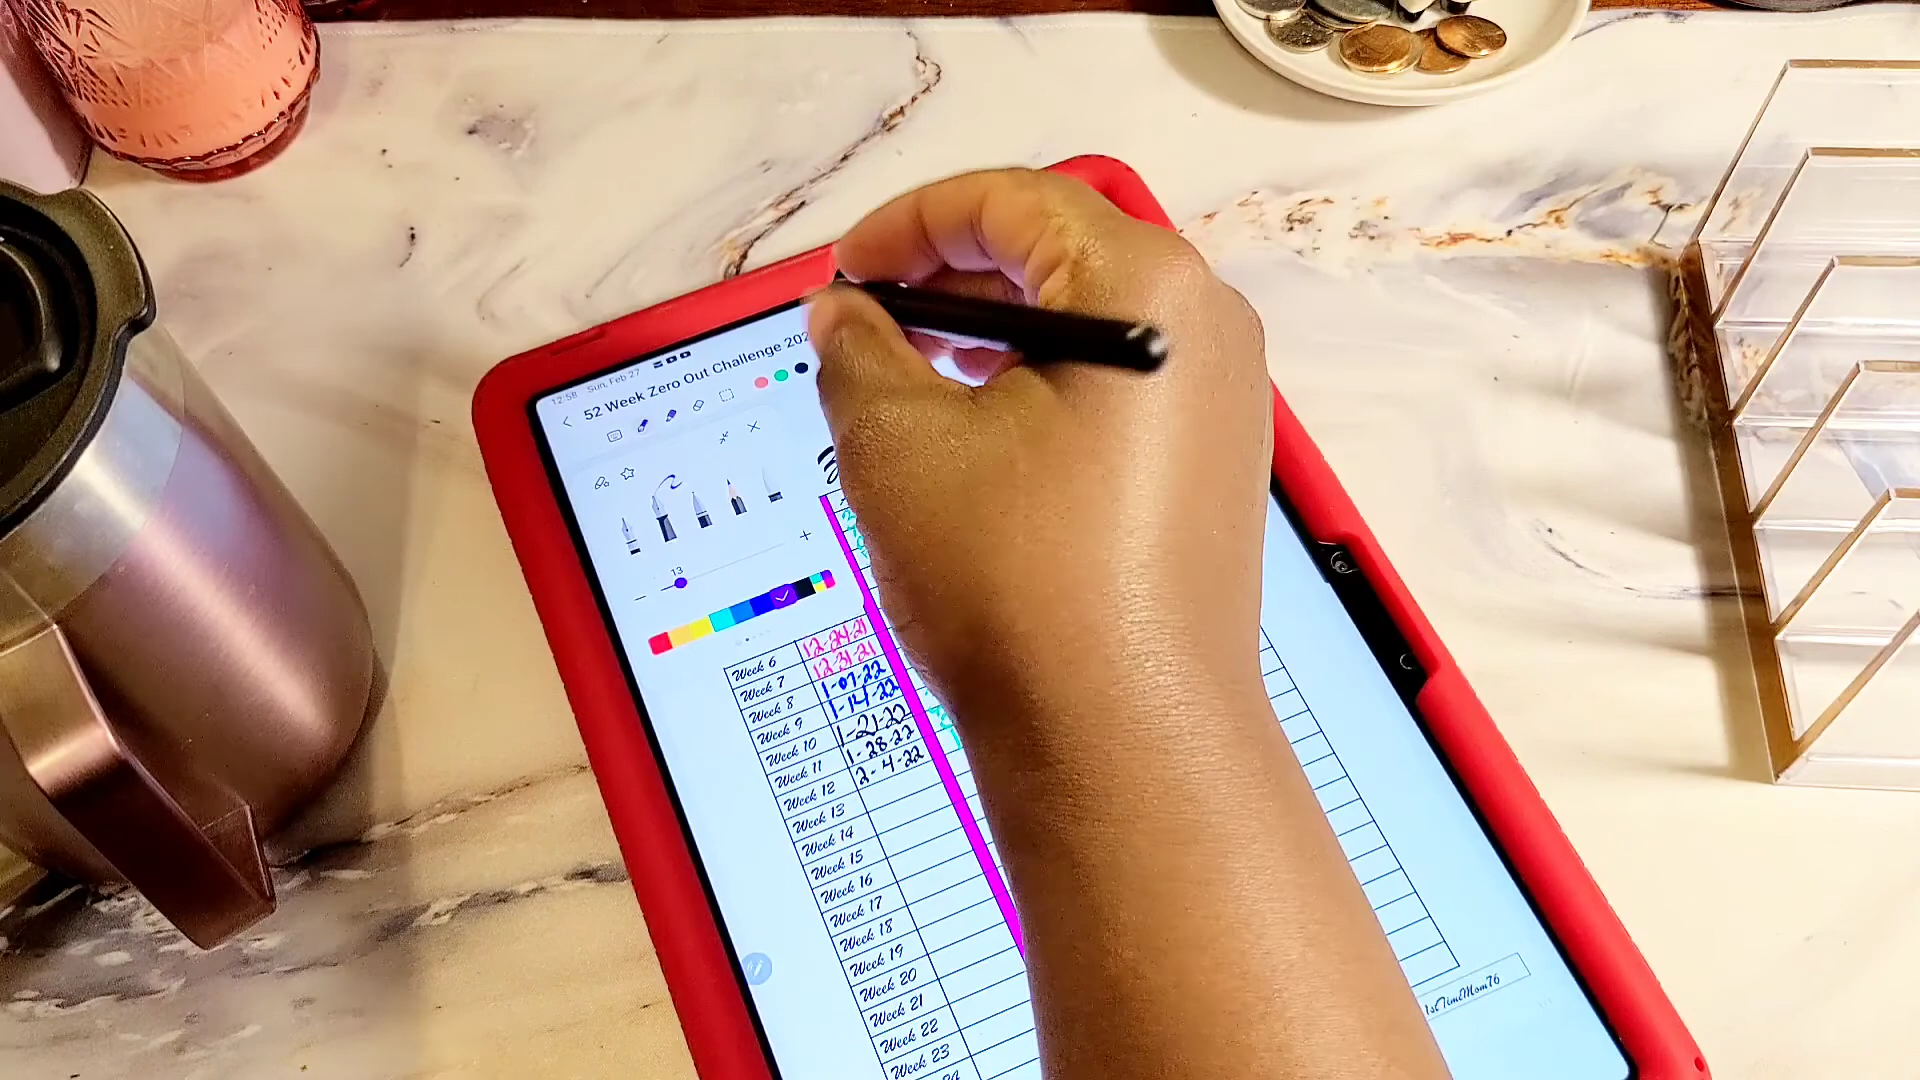 12:58 Sun, Feb 27
52 Week Zero Out Challenge 202
13
Week 6 12-24-21
Week 7 12-31-21
Week 8 1-07-22
Week 9 1-14-22
Week 10 1-21-22
Week 11 1-28-22
Week 12 2-4-22
Week 13
Week 14
Week 15
Week 16
Week 17
Week 18
Week 19
Week 20
Week 21
Week 22
Week 23
1stTimeMom76